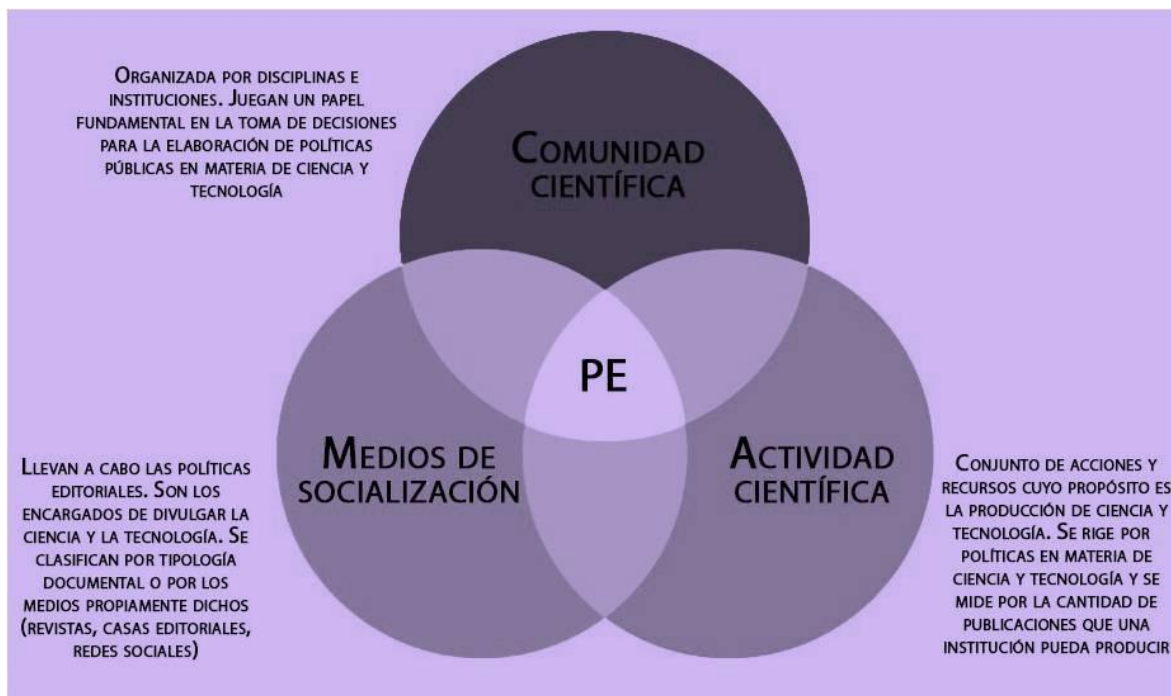 Organizada por disciplinas e
instituciones. Juegan un papel
fundamental en la toma de decisiones
para la elaboración de políticas
públicas en materia de ciencia y
tecnología
Comunidad
científica
PE
Medios de
socialización
Actividad
científica
Llevan a cabo las políticas
editoriales. Son los
encargados de divulgar la
ciencia y la tecnología. Se
clasifican por tipología
documental o por los
medios propiamente dichos
(revistas, casas editoriales,
redes sociales)
Conjunto de acciones y
recursos cuyo propósito es
la producción de ciencia y
tecnología. Se rige por
políticas en materia de
ciencia y tecnología y se
mide por la cantidad de
publicaciones que una
institución pueda producir